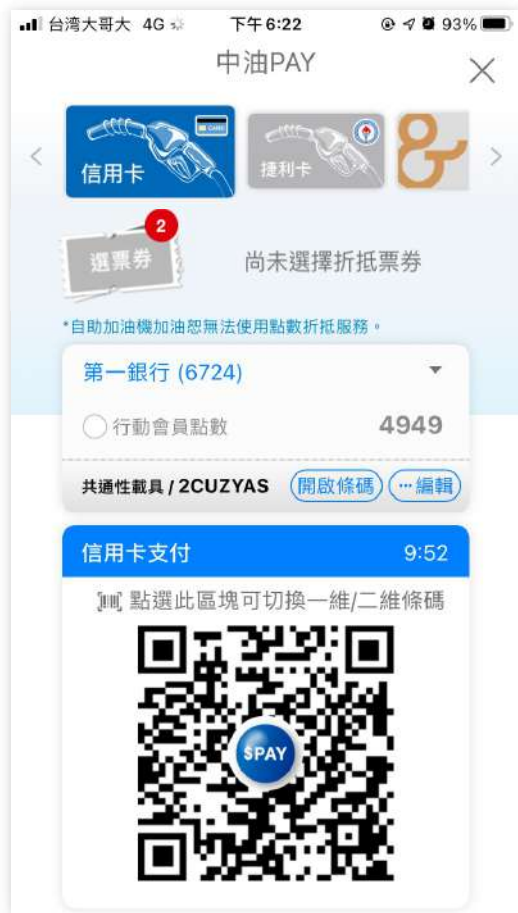 台湾大哥大 4G 下午6:22 93%
中油PAY
信用卡
捷利卡
2
選票券 尚未選擇折抵票券
*自助加油機加油恕無法使用點數折抵服務。
第一銀行 (6724)
行動會員點數 4949
共通性載具 / 2CUZYAS 開啟條碼 ···編輯
信用卡支付 9:52
點選此區塊可切換一維/二維條碼
$PAY